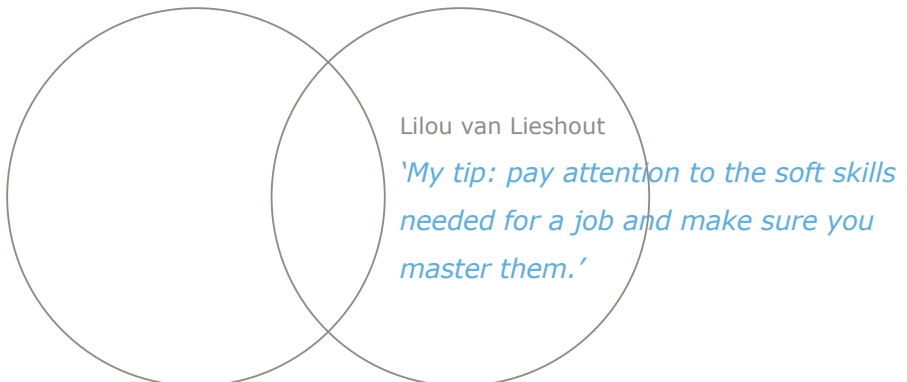 Lilou van Lieshout
‘My tip: pay attention to the soft skills
needed for a job and make sure you
master them.’